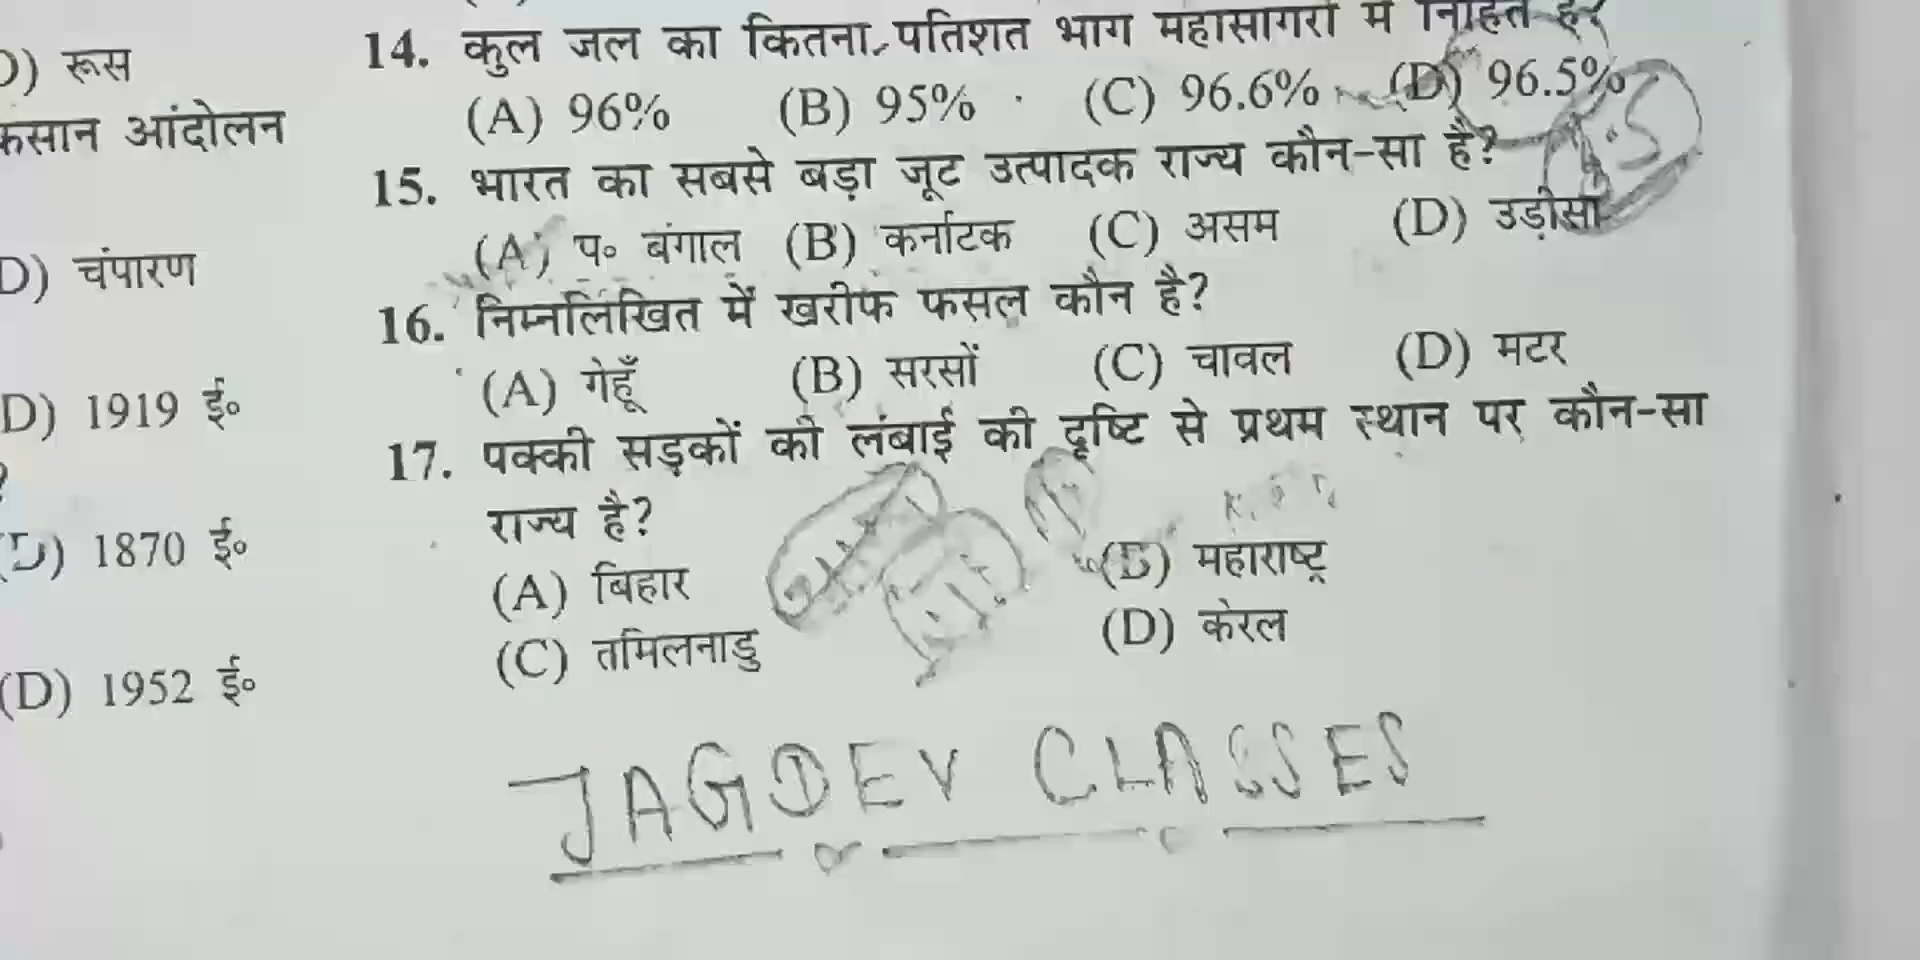 D) रूस
कसान आंदोलन
D) चंपारण
D) 1919 ई०
(D) 1870 ई०
(D) 1952 ई०
14. कुल जल का कितना पतिशत भाग महासागरों में निहित है
(A) 96% (B) 95% (C) 96.6% (D) 96.5%
15. भारत का सबसे बड़ा जूट उत्पादक राज्य कौन-सा है?
(A) प० बंगाल (B) कर्नाटक (C) असम (D) उड़ीसा
16. निम्नलिखित में खरीफ फसल कौन है?
(A) गेहूँ (B) सरसों (C) चावल (D) मटर
17. पक्की सड़कों की लंबाई की दृष्टि से प्रथम स्थान पर कौन-सा
राज्य है?
(A) बिहार (B) महाराष्ट्र
(C) तमिलनाडु (D) केरल
JAGDEV CLASSES